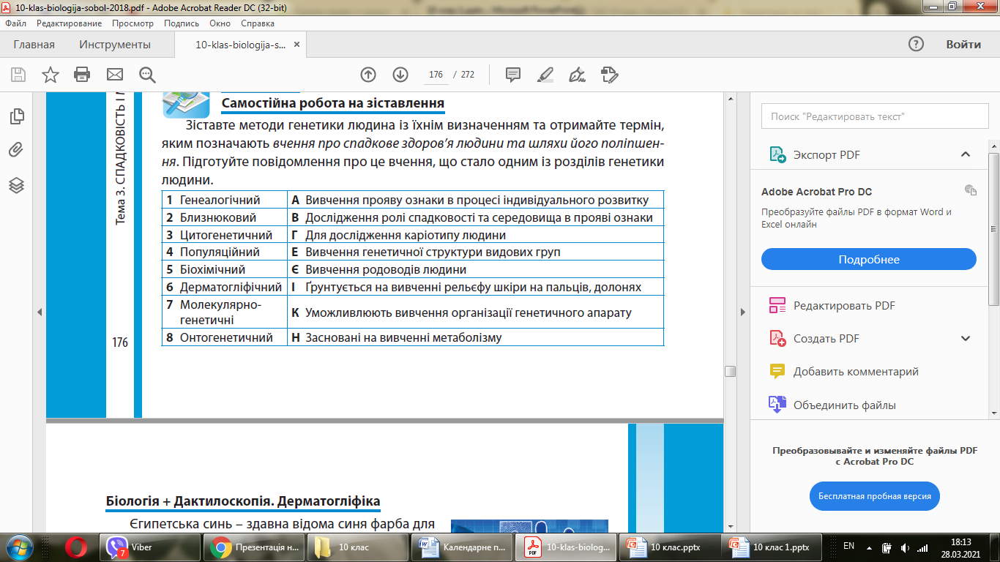 10-klas-biologija-sobol-2018.pdf - Adobe Acrobat Reader DC (32-bit)
Файл Редактирование Просмотр Подпись Окно Справка
Главная Инструменты 10-klas-biologija-s... × Войти
176 / 272
Самостійна робота на зіставлення
Зіставте методи генетики людина із їхнім визначенням та отримайте термін,
яким позначають вчення про спадкове здоров'я людини та шляхи його поліпшен-
ня. Підготуйте повідомлення про це вчення, що стало одним із розділів генетики
людини.
1 Генеалогічний А Вивчення прояву ознаки в процесі індивідуального розвитку
2 Близнюковий В Дослідження ролі спадковості та середовища в прояві ознаки
3 Цитогенетичний Г Для дослідження каріотипу людини
4 Популяційний Е Вивчення генетичної структури видових груп
5 Біохімічний Є Вивчення родоводів людини
6 Дерматогліфічний І Ґрунтується на вивченні рельєфу шкіри на пальців, долонях
7 Молекулярно-
генетичні К Уможливлюють вивчення організації генетичного апарату
8 Онтогенетичний Н Засновані на вивченні метаболізму
Тема 3. СПАДКОВІСТЬ І
176
Біологія + Дактилоскопія. Дерматогліфіка
Єгипетська синь – здавна відома синя фарба для
Поиск "Редактировать текст"
Экспорт PDF
Adobe Acrobat Pro DC
Преобразуйте файлы PDF в формат Word и
Excel онлайн
Подробнее
Редактировать PDF
Создать PDF
Добавить комментарий
Объединить файлы
Преобразовывайте и изменяйте файлы PDF
с Acrobat Pro DC
Бесплатная пробная версия
7 Viber Презентація н... 10 клас Календарне п... 10-klas-biolog... 10 клас.pptx 10 клас 1.pptx EN 18:13
28.03.2021